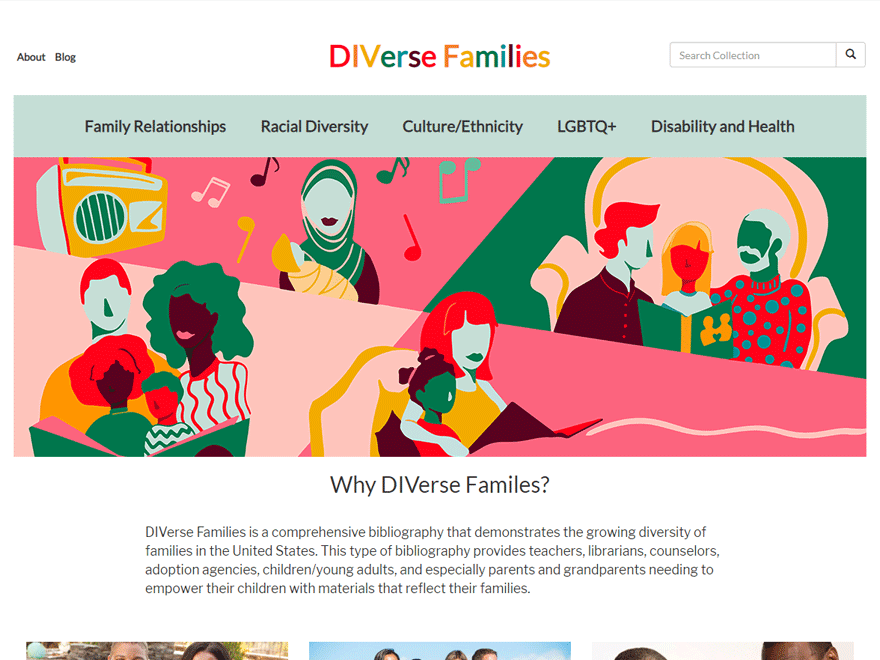 About Blog
DIVerse Families
Search Collection
Family Relationships Racial Diversity Culture/Ethnicity LGBTQ+ Disability and Health
Why DIVerse Familes?
DIVerse Families is a comprehensive bibliography that demonstrates the growing diversity of
families in the United States. This type of bibliography provides teachers, librarians, counselors,
adoption agencies, children/young adults, and especially parents and grandparents needing to
empower their children with materials that reflect their families.